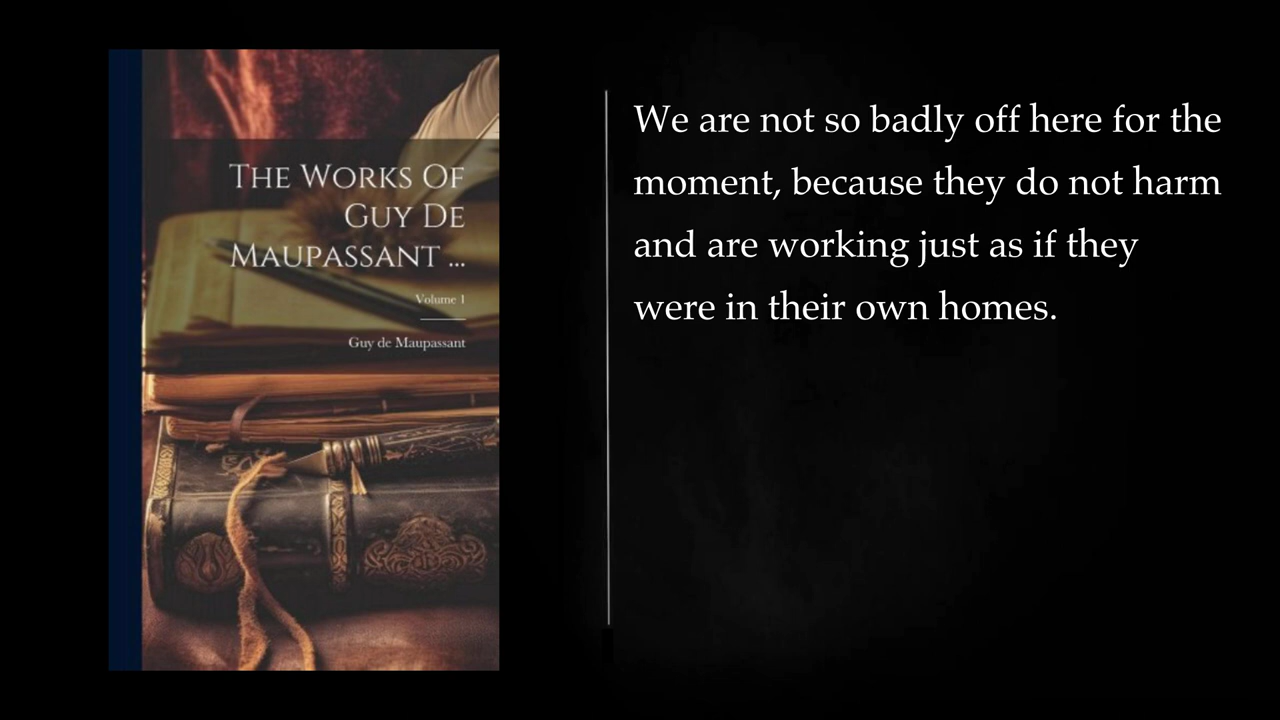 The Works Of
Guy De
Maupassant ...
Volume 1
Guy de Maupassant
We are not so badly off here for the
moment, because they do not harm
and are working just as if they
were in their own homes.